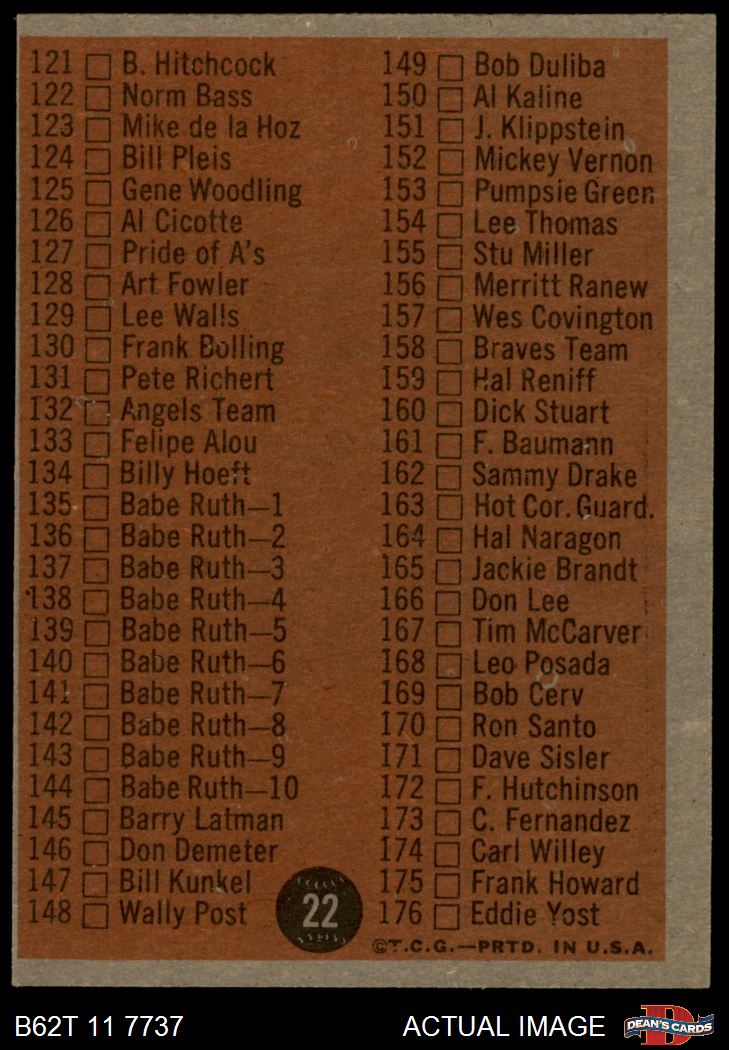 121 B. Hitchcock
122 Norm Bass
123 Mike de la Hoz
124 Bill Pleis
125 Gene Woodling
126 Al Cicotte
127 Pride of A's
128 Art Fowler
129 Lee Walls
130 Frank Bolling
131 Pete Richert
132 Angels Team
133 Felipe Alou
134 Billy Hoeft
135 Babe Ruth—1
136 Babe Ruth—2
137 Babe Ruth—3
138 Babe Ruth—4
139 Babe Ruth—5
140 Babe Ruth—6
141 Babe Ruth—7
142 Babe Ruth—8
143 Babe Ruth—9
144 Babe Ruth—10
145 Barry Latman
146 Don Demeter
147 Bill Kunkel
148 Wally Post
22
149 Bob Duliba
150 Al Kaline
151 J. Klippstein
152 Mickey Vernon
153 Pumpsie Green
154 Lee Thomas
155 Stu Miller
156 Merritt Ranew
157 Wes Covington
158 Braves Team
159 Hal Reniff
160 Dick Stuart
161 F. Baumann
162 Sammy Drake
163 Hot Cor. Guard.
164 Hal Naragon
165 Jackie Brandt
166 Don Lee
167 Tim McCarver
168 Leo Posada
169 Bob Cerv
170 Ron Santo
171 Dave Sisler
172 F. Hutchinson
173 C. Fernandez
174 Carl Willey
175 Frank Howard
176 Eddie Yost
©T.C.G.—PRTD. IN U.S.A.
B62T 11 7737
ACTUAL IMAGE
D
DEAN'S CARDS